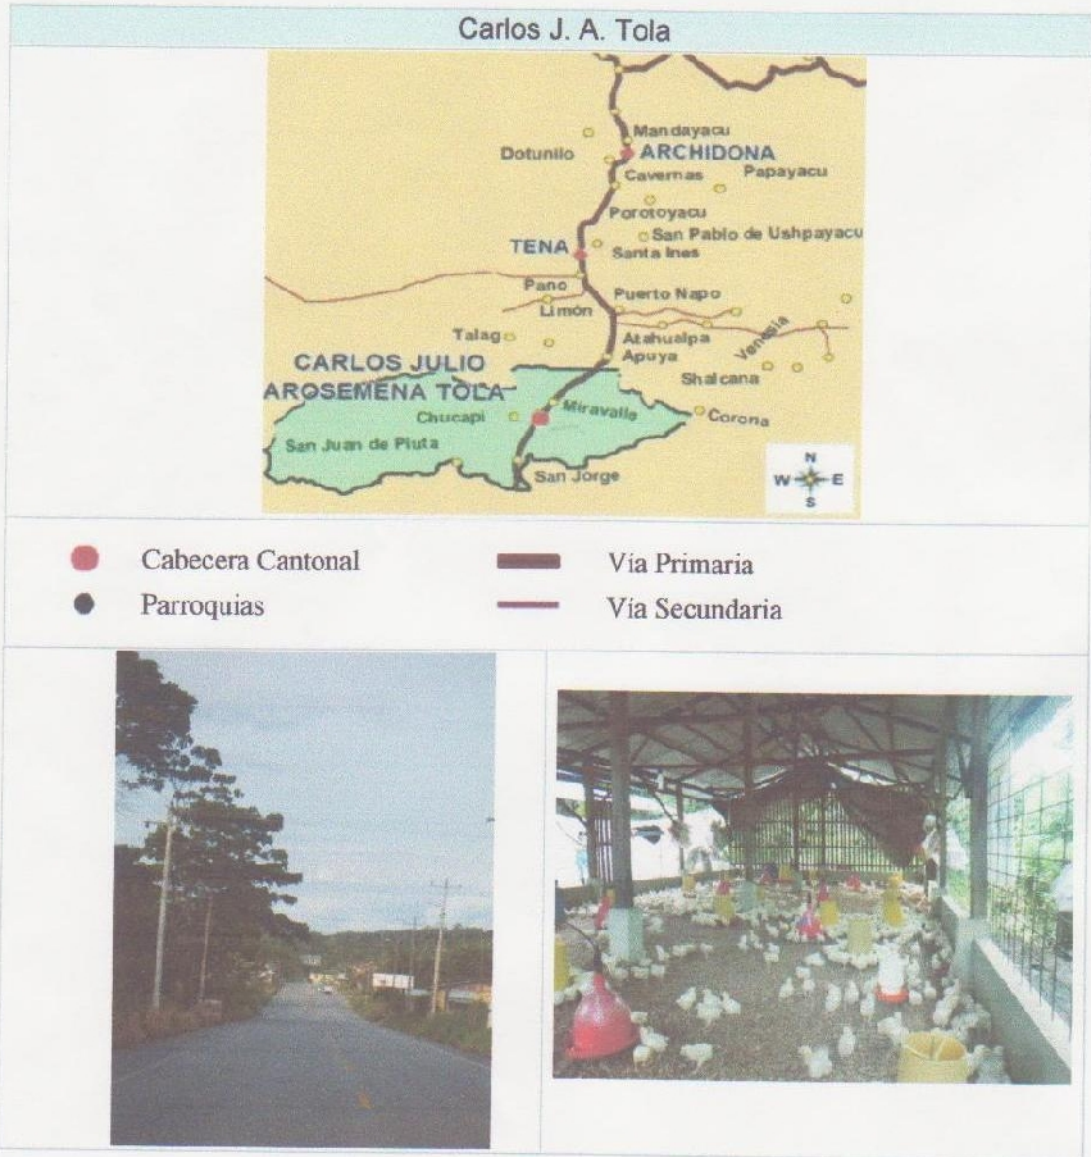 Carlos J. A. Tola
Mandayacu
Dotunilo
ARCHIDONA
Cavernas
Papayacu
Porotoyacu
San Pablo de Ushpayacu
TENA
Santa Ines
Pano
Puerto Napo
Limón
Talag
Atahualpa
Venesia
Apuya
CARLOS JULIO
AROSEMENA TOLA
Shalcana
Miravalle
Chucapi
Corona
San Juan de Piuta
San Jorge
N
W E
S
Cabecera Cantonal
Vía Primaria
Parroquias
Vía Secundaria